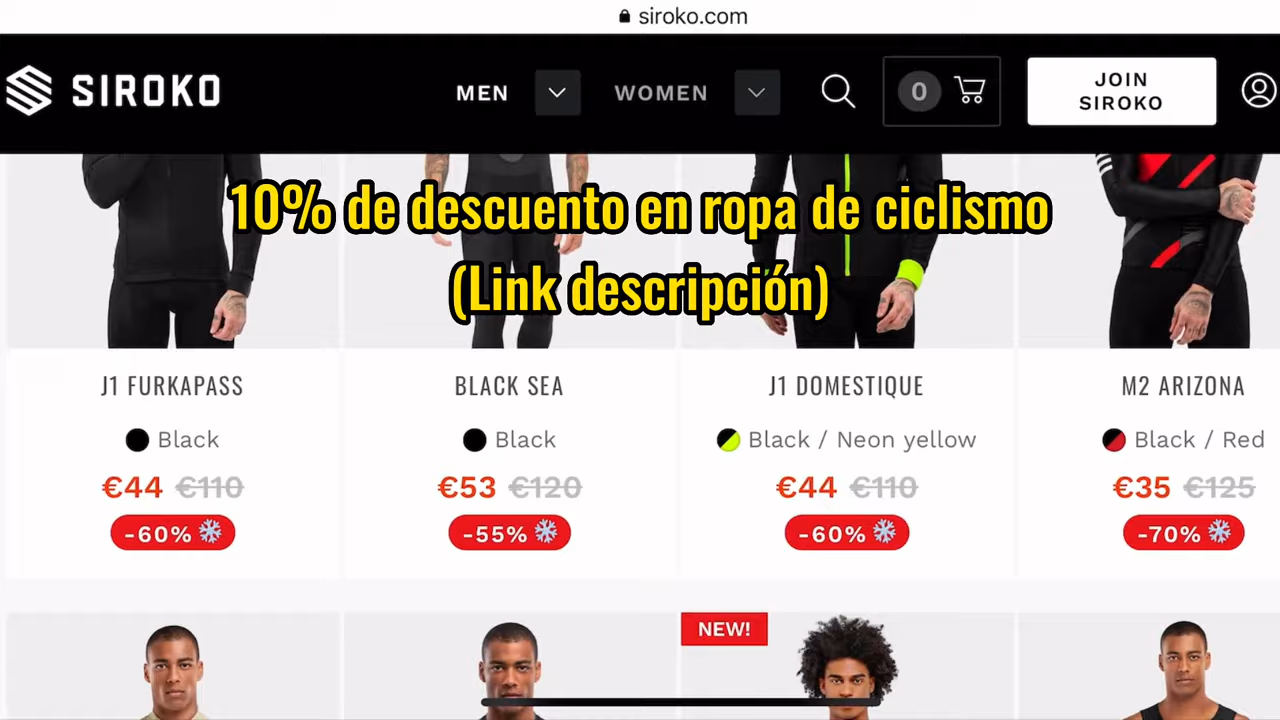 siroko.com
SIROKO
MEN
WOMEN
0
JOIN
SIROKO
10% de descuento en ropa de ciclismo
(Link descripción)
J1 FURKAPASS
BLACK SEA
J1 DOMESTIQUE
M2 ARIZONA
Black
Black
Black / Neon yellow
Black / Red
€44 €110
€53 €120
€44 €110
€35 €125
-60%
-55%
-60%
-70%
NEW!